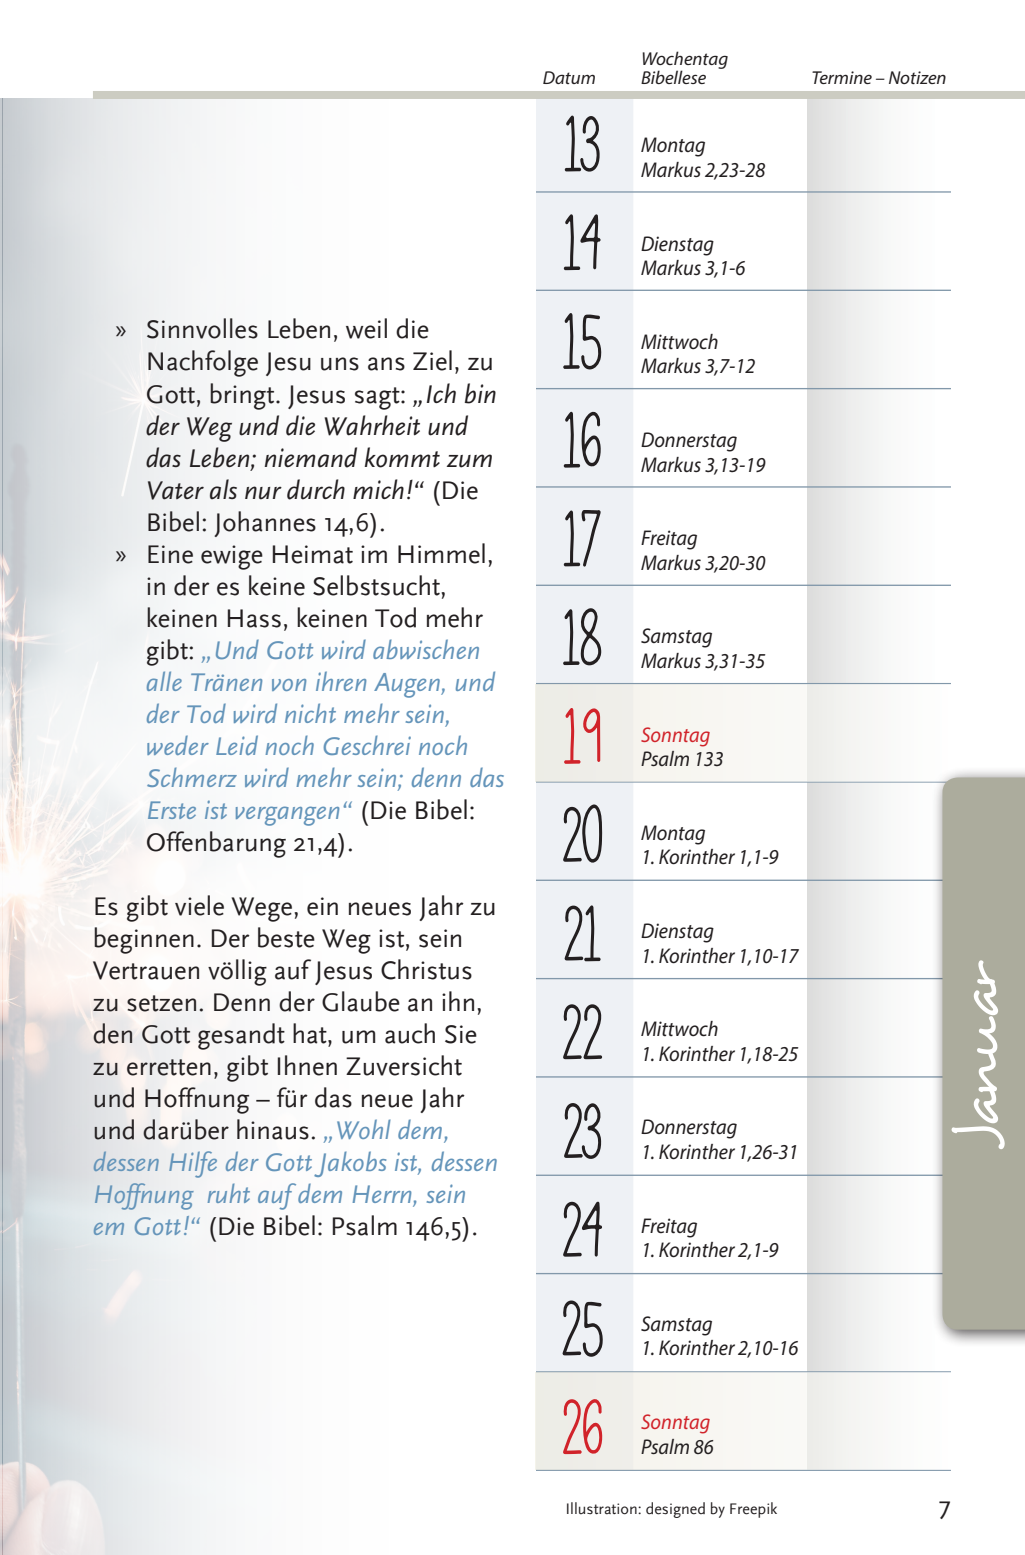 Datum
Wochentag
Bibellese
Termine – Notizen
» Sinnvolles Leben, weil die
Nachfolge Jesu uns ans Ziel, zu
Gott, bringt. Jesus sagt: „Ich bin
der Weg und die Wahrheit und
das Leben; niemand kommt zum
Vater als nur durch mich!“ (Die
Bibel: Johannes 14,6).
» Eine ewige Heimat im Himmel,
in der es keine Selbstsucht,
keinen Hass, keinen Tod mehr
gibt: „Und Gott wird abwischen
alle Tränen von ihren Augen, und
der Tod wird nicht mehr sein,
weder Leid noch Geschrei noch
Schmerz wird mehr sein; denn das
Erste ist vergangen“ (Die Bibel:
Offenbarung 21,4).
Es gibt viele Wege, ein neues Jahr zu
beginnen. Der beste Weg ist, sein
Vertrauen völlig auf Jesus Christus
zu setzen. Denn der Glaube an ihn,
den Gott gesandt hat, um auch Sie
zu erretten, gibt Ihnen Zuversicht
und Hoffnung – für das neue Jahr
und darüber hinaus. „Wohl dem,
dessen Hilfe der Gott Jakobs ist, dessen
Hoffnung ruht auf dem Herrn, sein
em Gott!“ (Die Bibel: Psalm 146,5).
13
Montag
Markus 2,23-28
14
Dienstag
Markus 3,1-6
15
Mittwoch
Markus 3,7-12
16
Donnerstag
Markus 3,13-19
17
Freitag
Markus 3,20-30
18
Samstag
Markus 3,31-35
19
Sonntag
Psalm 133
20
Montag
1. Korinther 1,1-9
21
Dienstag
1. Korinther 1,10-17
22
Mittwoch
1. Korinther 1,18-25
23
Donnerstag
1. Korinther 1,26-31
24
Freitag
1. Korinther 2,1-9
25
Samstag
1. Korinther 2,10-16
26
Sonntag
Psalm 86
Januar
Illustration: designed by Freepik
7